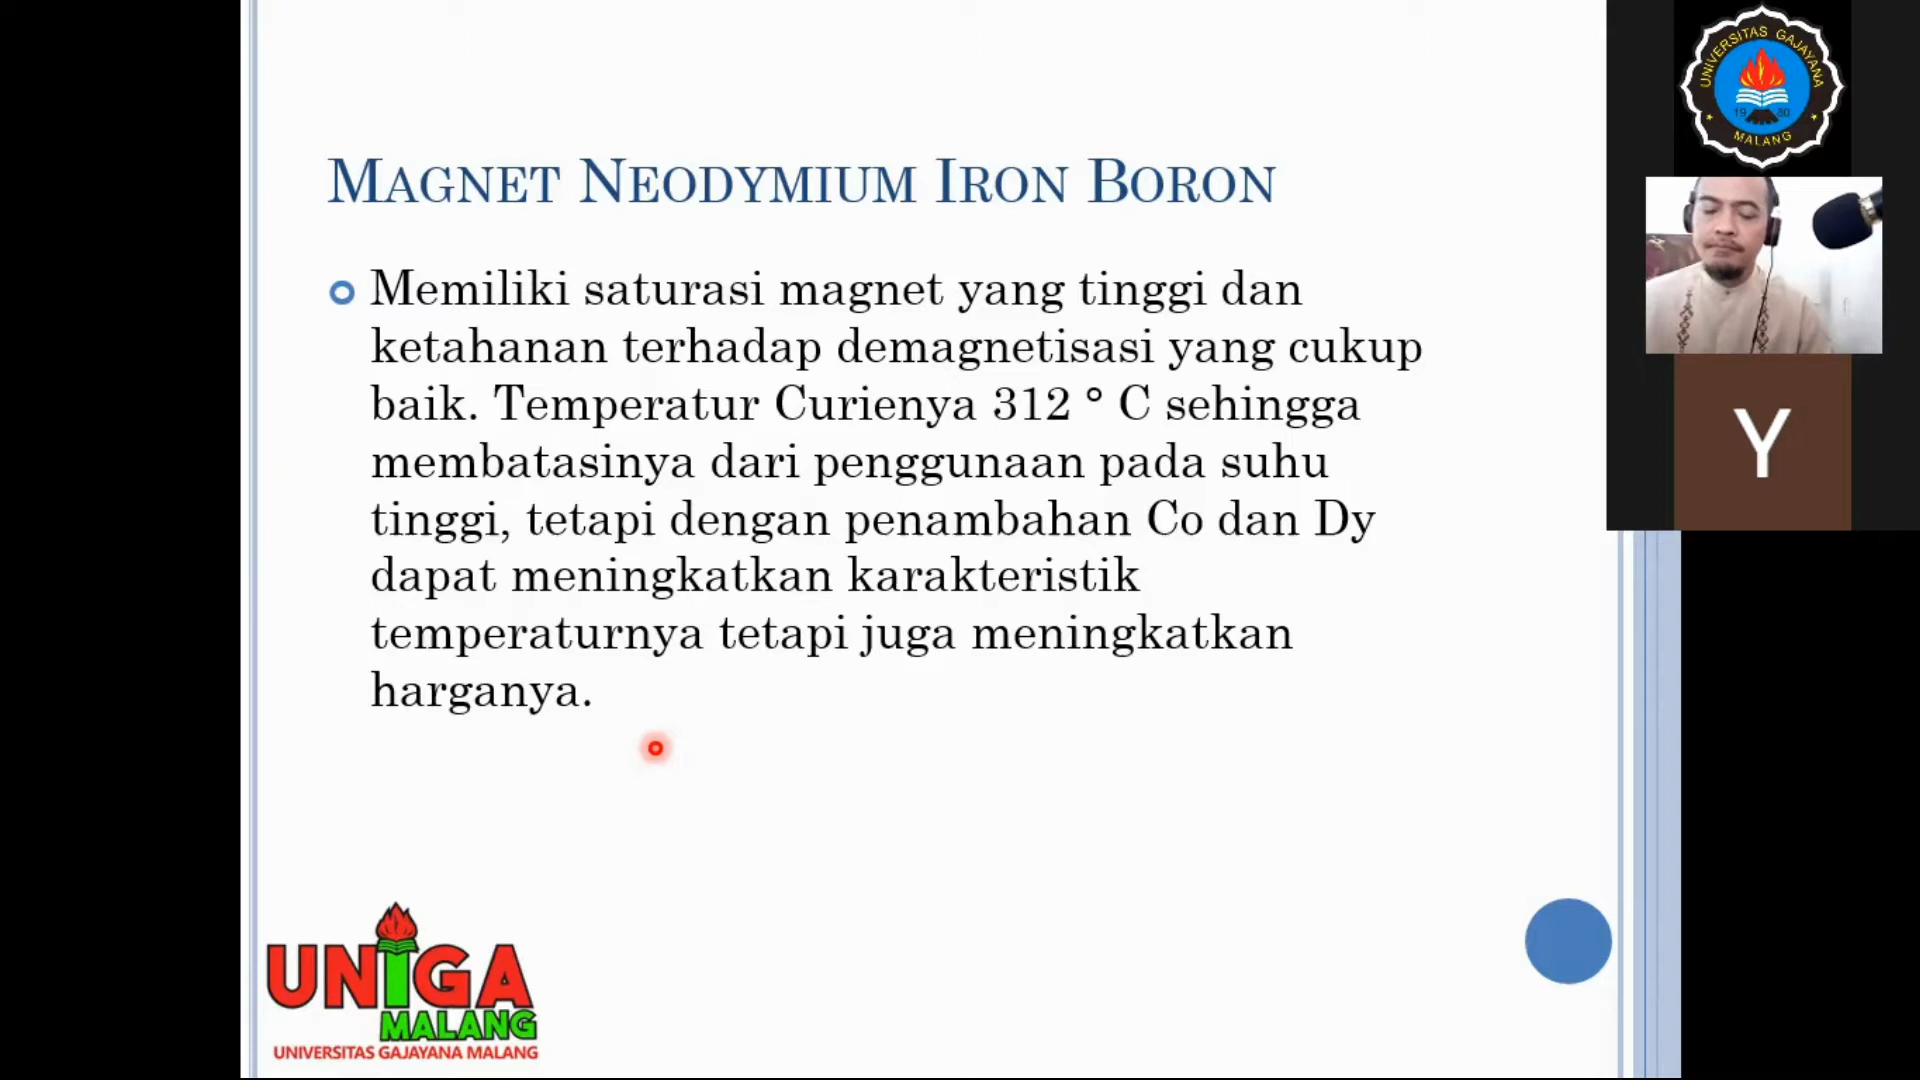 MAGNET NEODYMIUM IRON BORON
Memiliki saturasi magnet yang tinggi dan
ketahanan terhadap demagnetisasi yang cukup
baik. Temperatur Curienya 312 ° C sehingga
membatasinya dari penggunaan pada suhu
tinggi, tetapi dengan penambahan Co dan Dy
dapat meningkatkan karakteristik
temperaturnya tetapi juga meningkatkan
harganya.
UNIGA
MALANG
UNIVERSITAS GAJAYANA MALANG
UNIVERSITAS GAJAYANA
1980
MALANG
Y